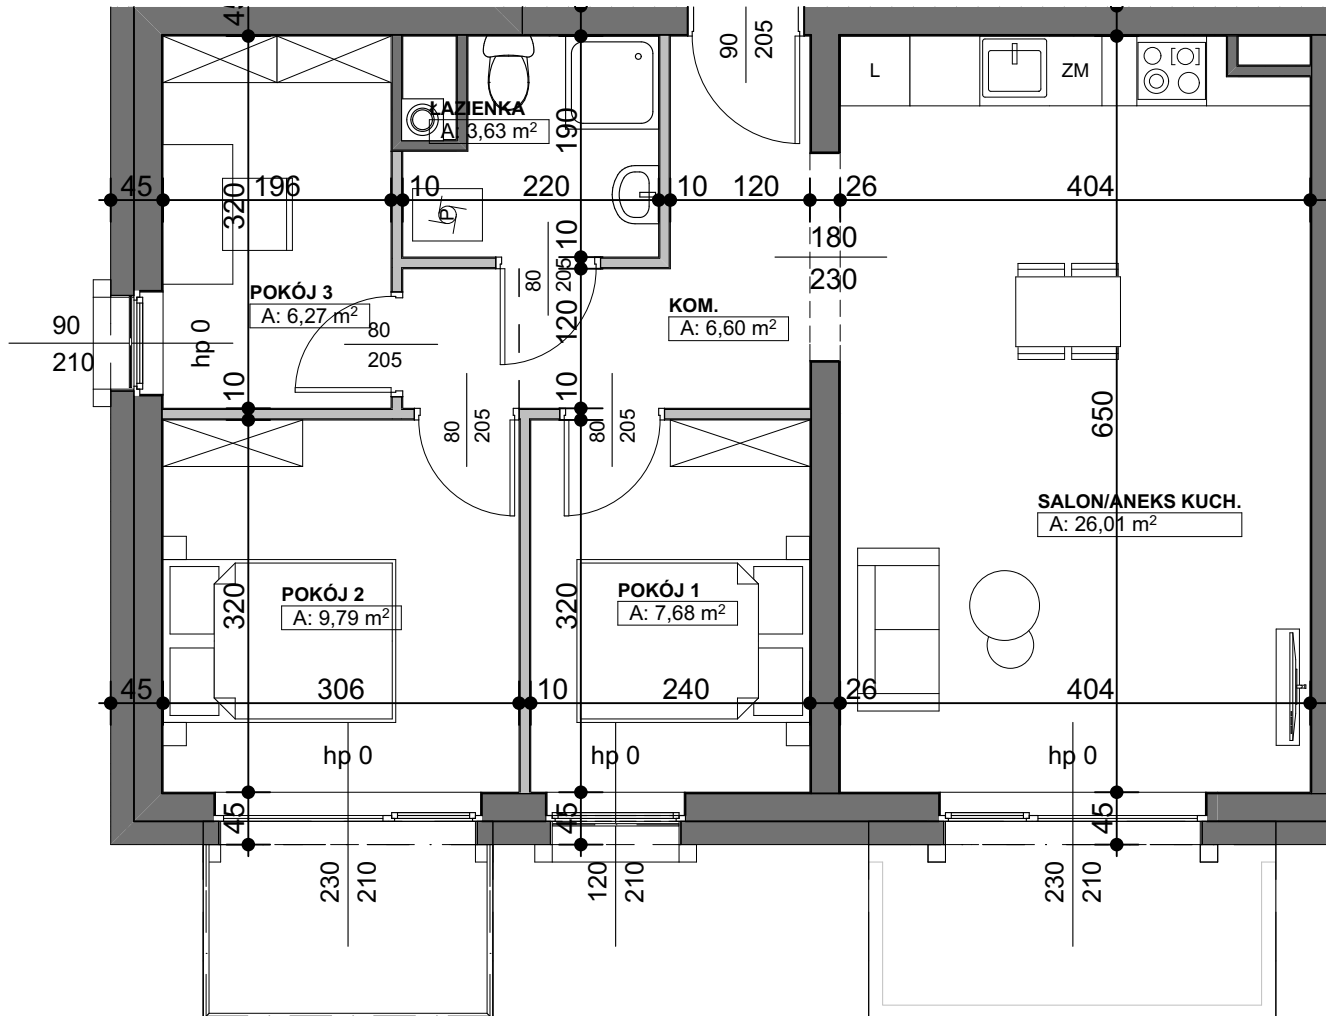 45
90
205
L
ZM
ŁAZIENKA
A: 3,63 m²
190
45
196
320
10
220
P
10
120
26
404
10
180
230
80
205
POKÓJ 3
A: 6,27 m²
KOM.
A: 6,60 m²
90
210
hp 0
80
205
120
10
10
80
205
80
205
650
SALON/ANEKS KUCH.
A: 26,01 m²
POKÓJ 2
A: 9,79 m²
320
POKÓJ 1
A: 7,68 m²
320
45
306
10
240
26
404
hp 0
hp 0
hp 0
45
45
45
230
210
120
210
230
210